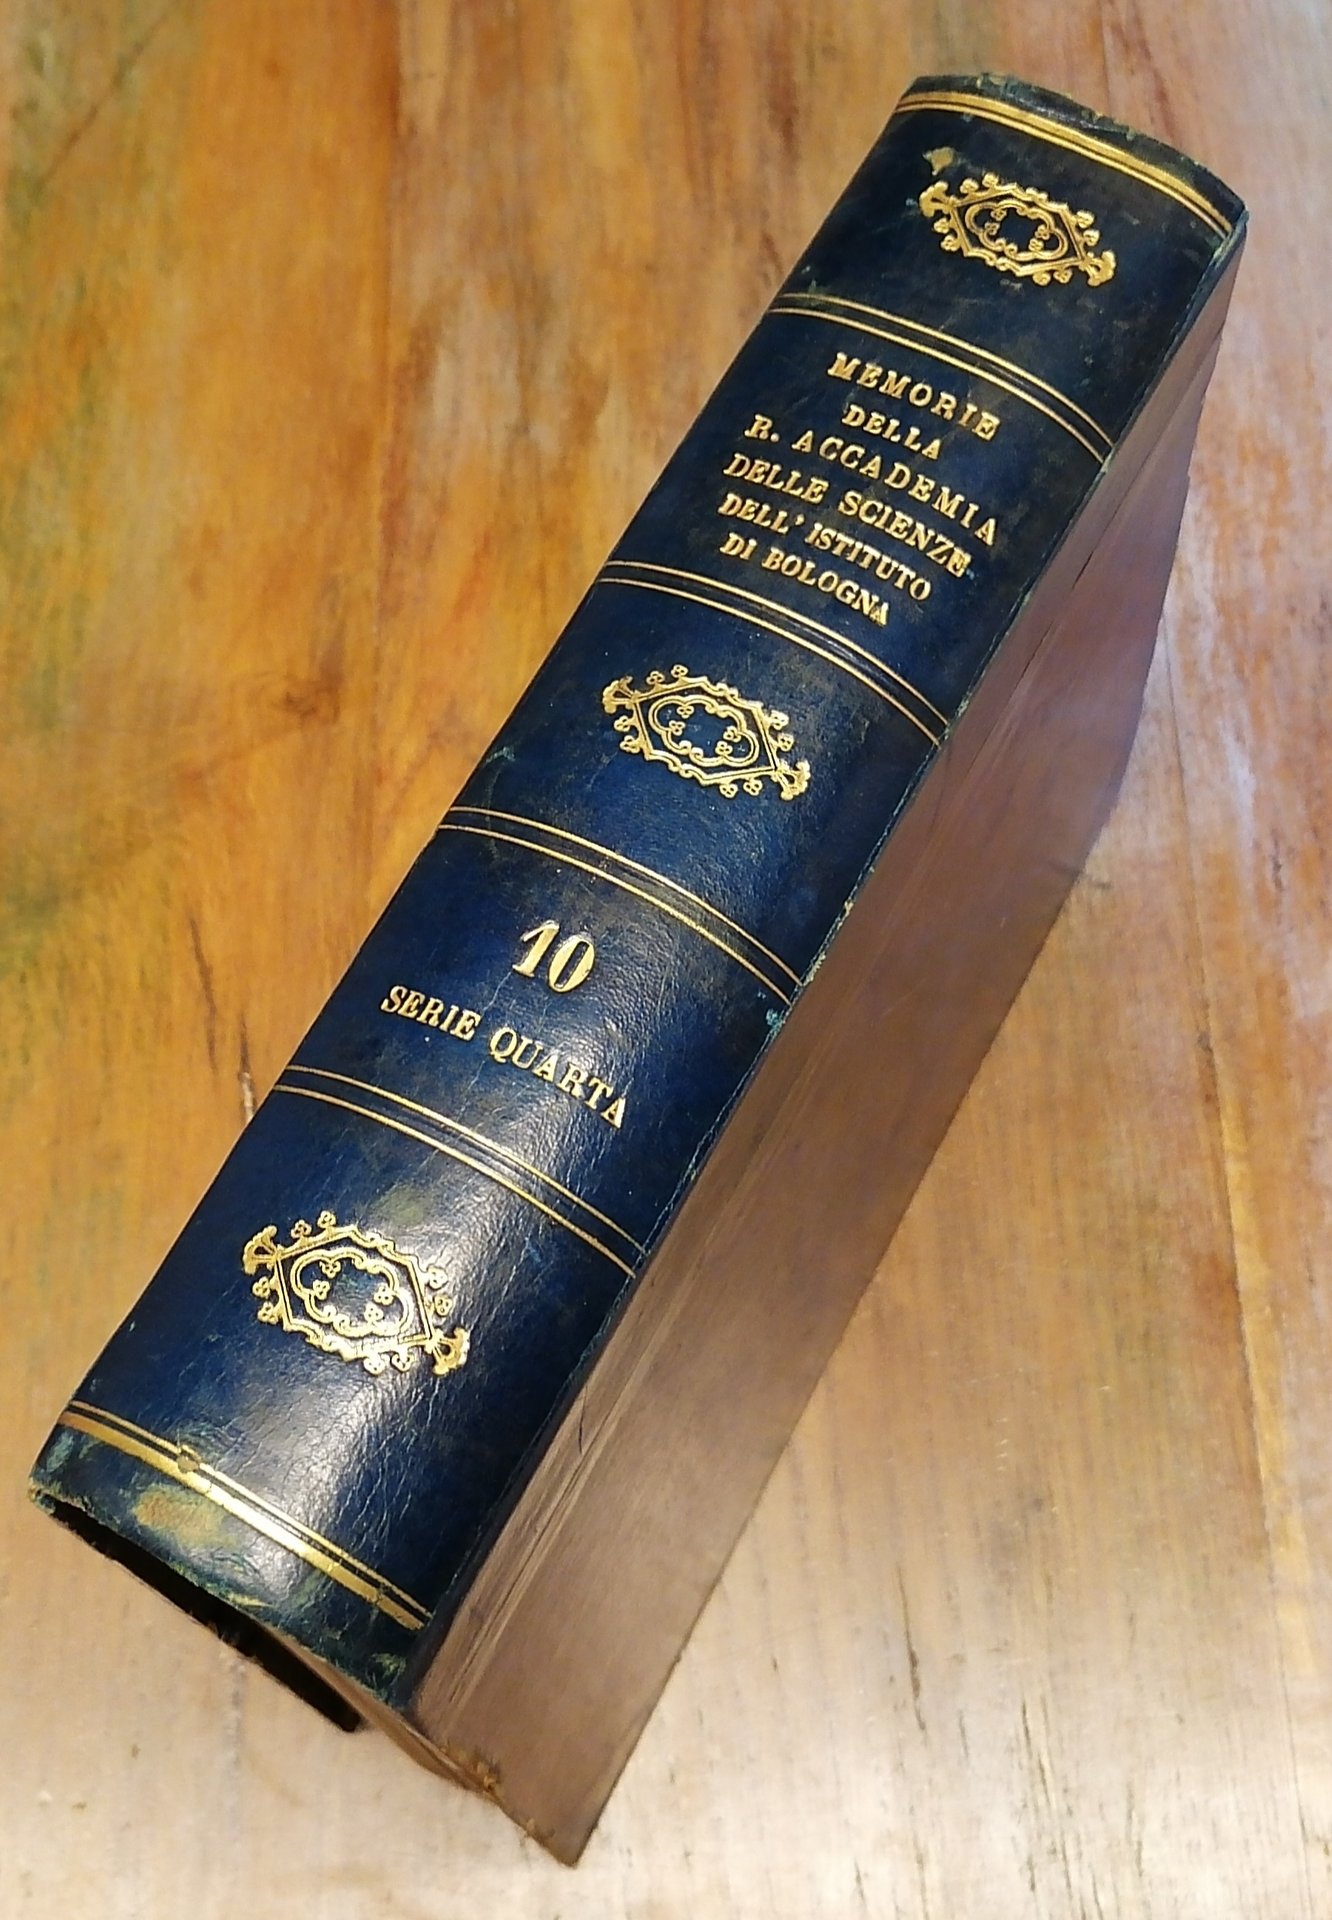 MEMORIE
DELLA
R. ACCADEMIA
DELLE SCIENZE
DELL' ISTITUTO
DI BOLOGNA
10
SERIE QUARTA